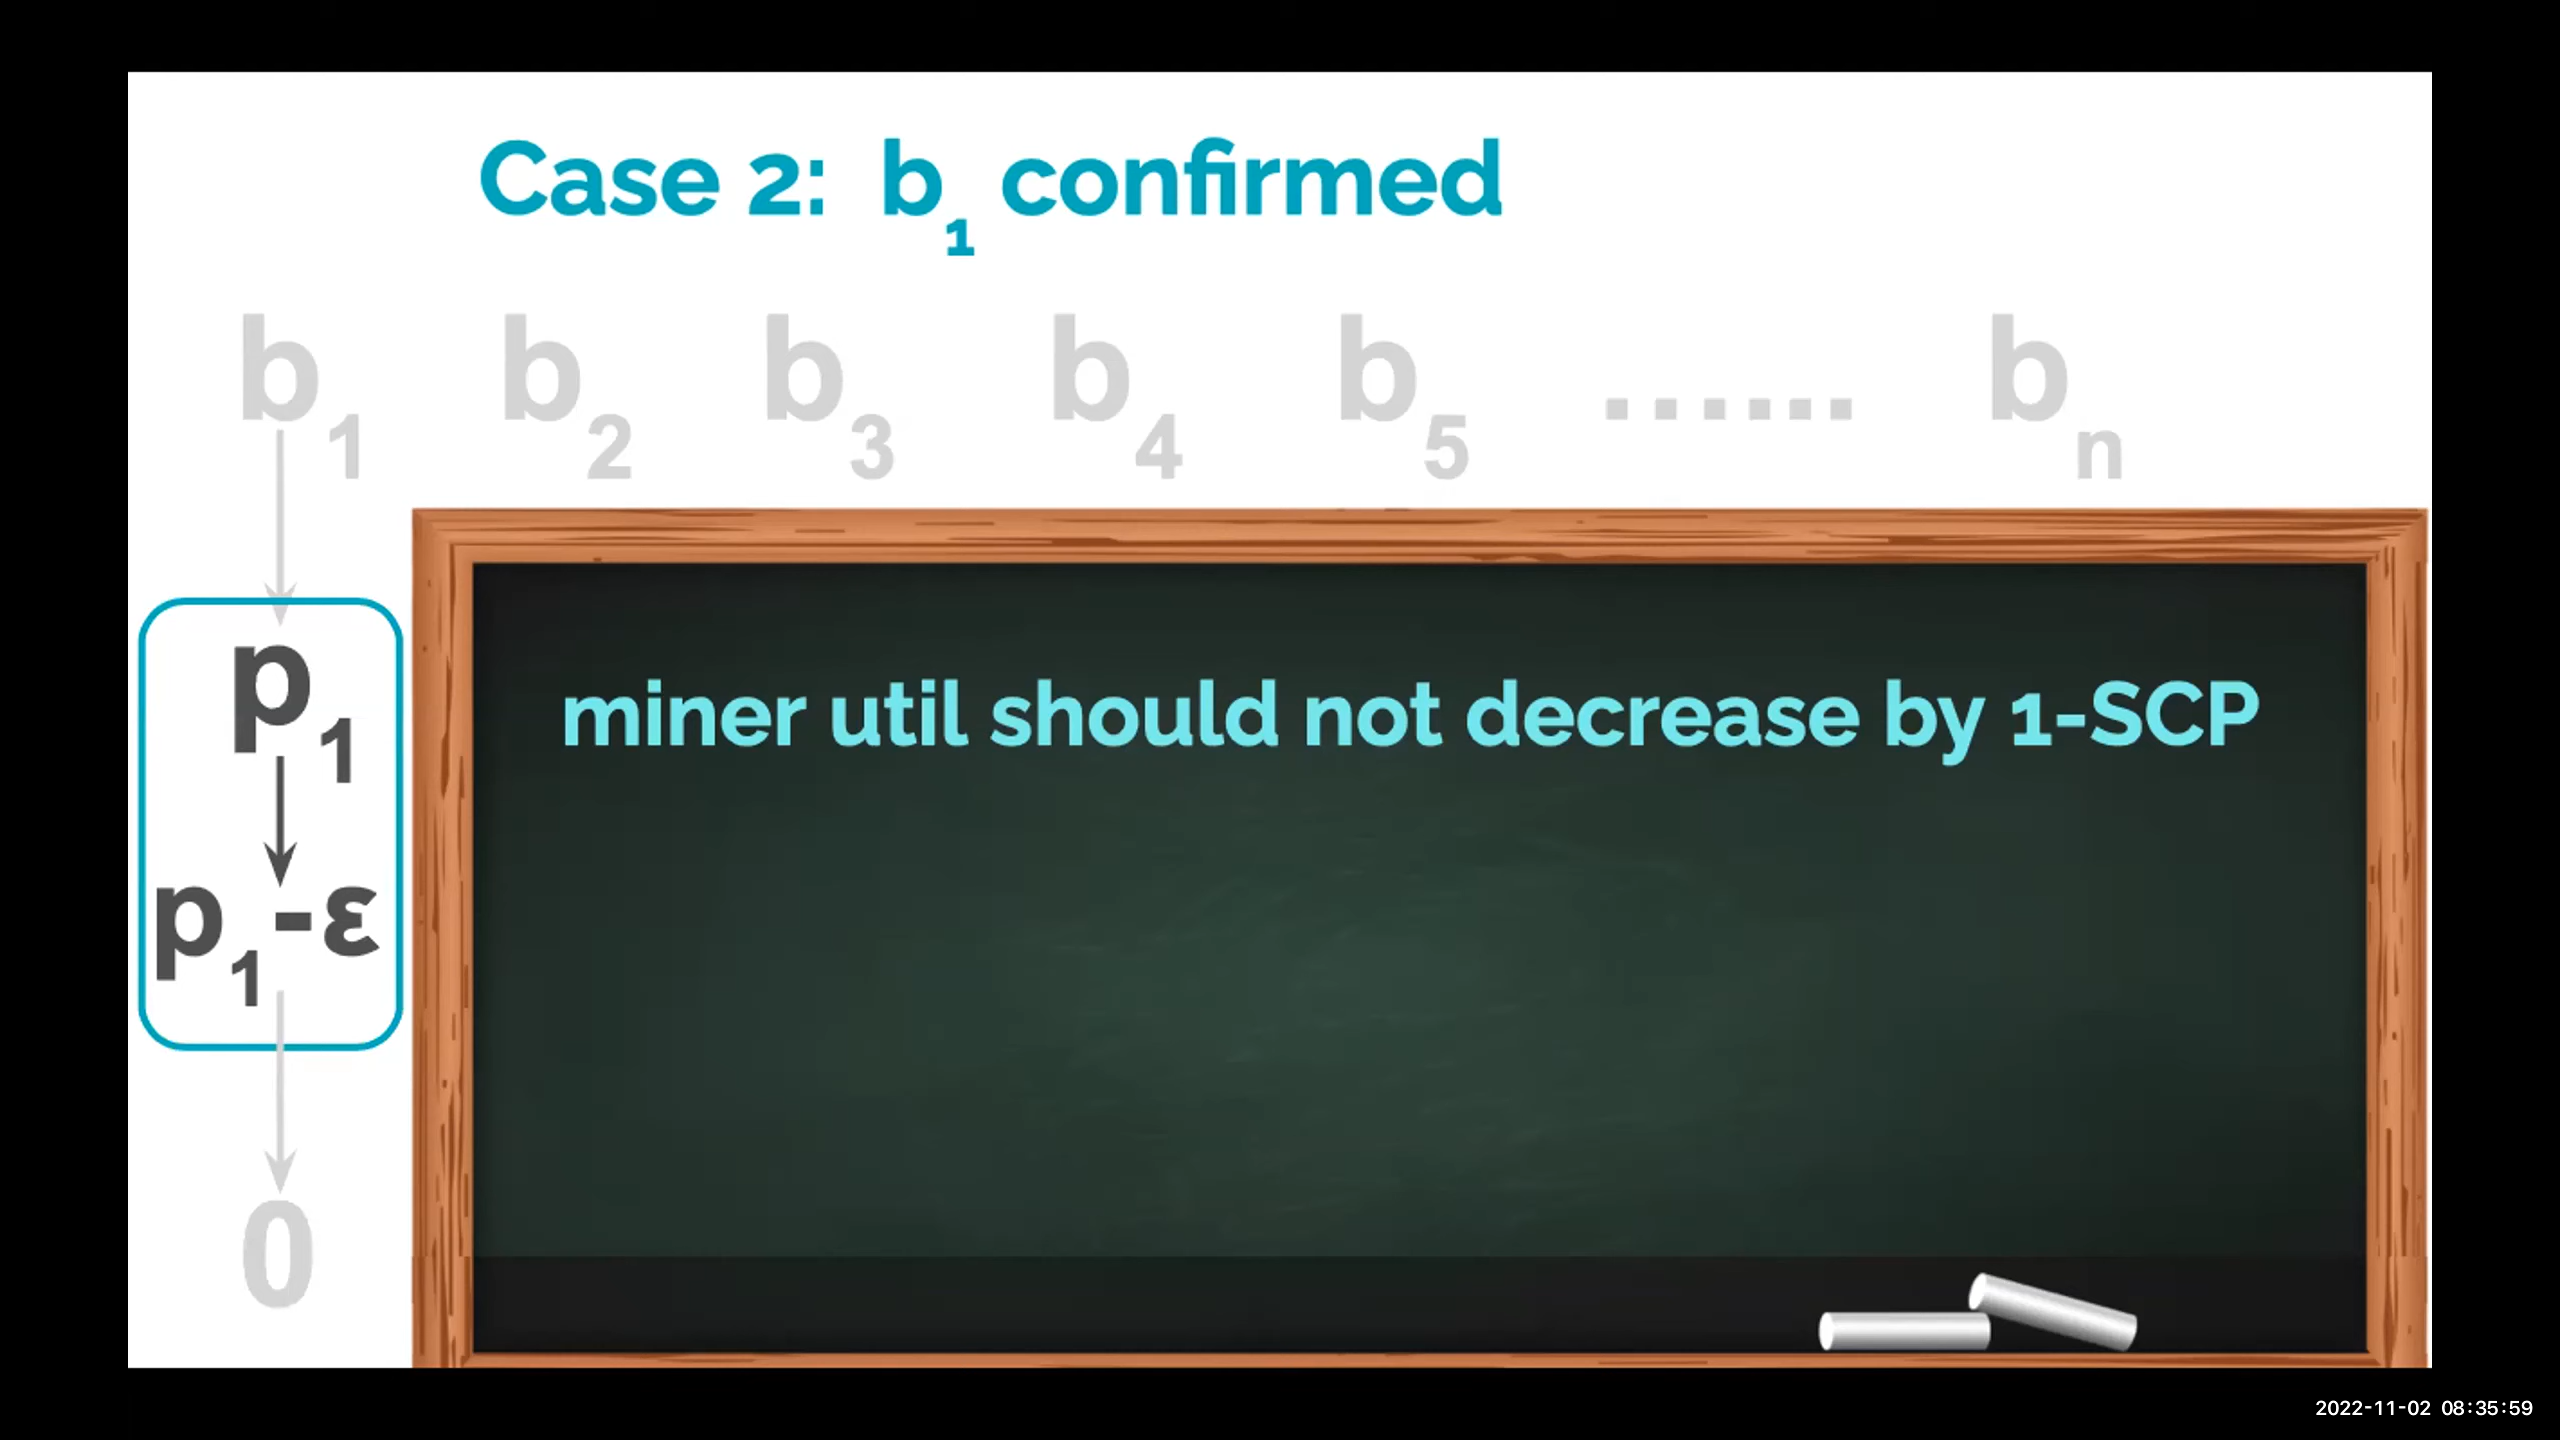 Case 2: b₁ confirmed
b₁ b₂ b₃ b₄ b₅ ...... bₙ
p₁
miner util should not decrease by 1-SCP
p₁-ε
0
2022-11-02 08:35:59